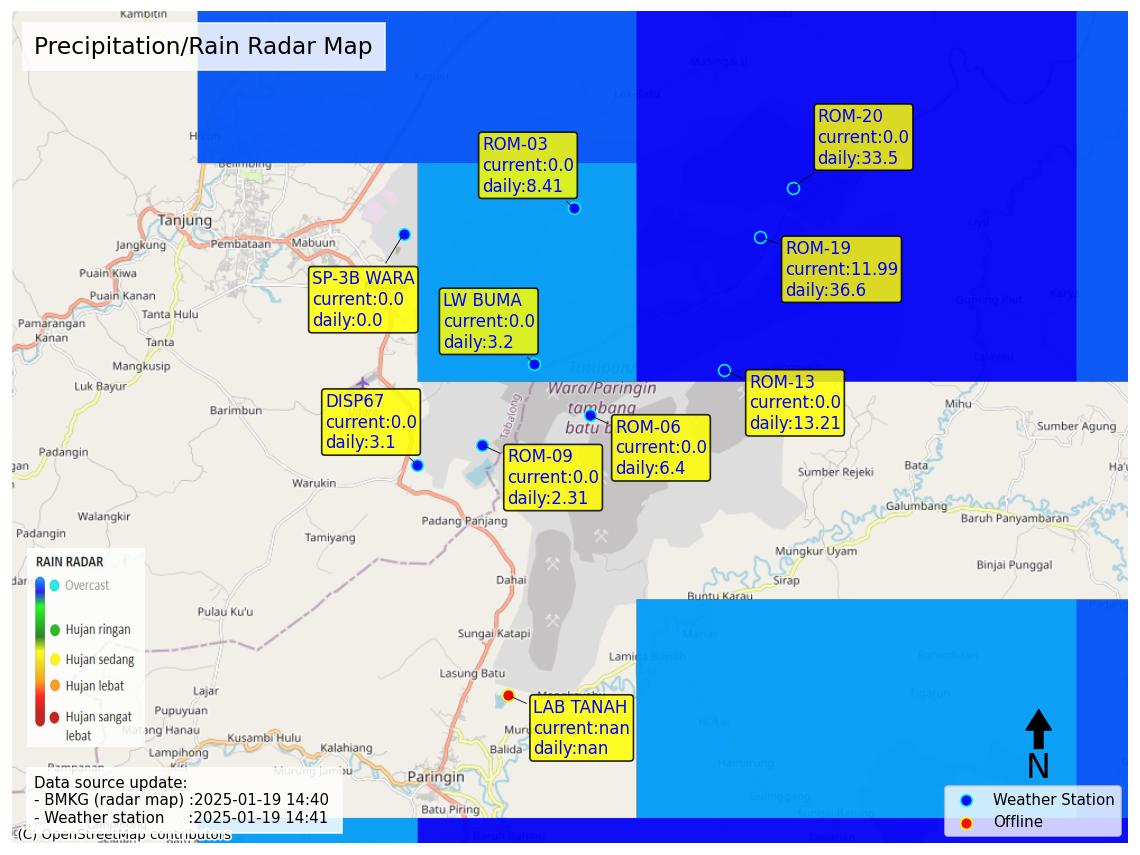 Kambitin
Precipitation/Rain Radar Map
Belimbing
ROM-03
current:0.0
daily:8.41
ROM-20
current:0.0
daily:33.5
Tanjung
Jangkung
Pembataan
Mabuun
ROM-19
current:11.99
daily:36.6
Puain Kiwa
Puain Kanan
SP-3B WARA
current:0.0
daily:0.0
LW BUMA
current:0.0
daily:3.2
Tanta Hulu
Pamarangan
Kanan
Tanta
Mangkusip
Luk Bayur
Barimbun
Wara/Paringin
tambang
batu b
Tabalong
ROM-13
current:0.0
daily:13.21
Mihu
DISP67
current:0.0
daily:3.1
ROM-06
current:0.0
daily:6.4
Sumber Agung
Padangin
ROM-09
current:0.0
daily:2.31
Sumber Rejeki
Bata
Ha'u
Warukin
Galumbang
Walangkir
Padang Panjang
Baruh Panyambaran
Padangin
Tamiyang
Mungkur Uyam
Binjai Punggal
Dahai
Sirap
Buntu Karau
RAIN RADAR
Overcast
Hujan ringan
Hujan sedang
Hujan lebat
Hujan sangat
lebat
Pulau Ku'u
Sungai Katapi
Lasung Batu
Lajar
Pupuyuan
Matang Hanau
LAB TANAH
current:nan
daily:nan
Kusambi Hulu
Lampihong
Kalahiang
Balida
Murung Jambu
Paringin
Batu Piring
N
Data source update:
- BMKG (radar map) :2025-01-19 14:40
- Weather station :2025-01-19 14:41
(C) OpenStreetMap contributors
Weather Station
Offline